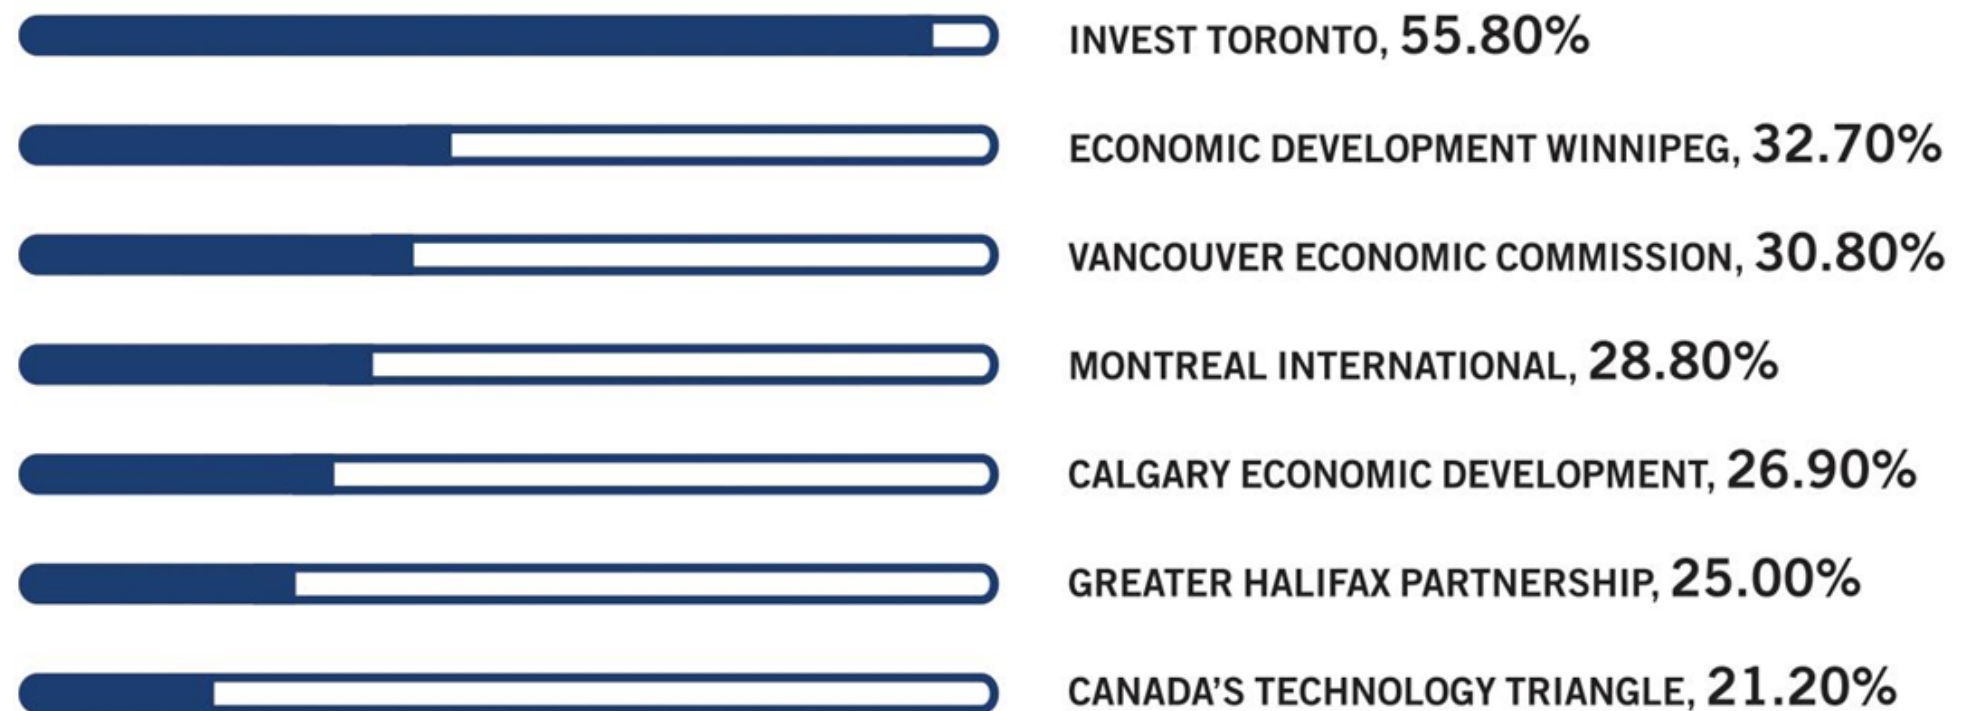 INVEST TORONTO, 55.80%
ECONOMIC DEVELOPMENT WINNIPEG, 32.70%
VANCOUVER ECONOMIC COMMISSION, 30.80%
MONTREAL INTERNATIONAL, 28.80%
CALGARY ECONOMIC DEVELOPMENT, 26.90%
GREATER HALIFAX PARTNERSHIP, 25.00%
CANADA’S TECHNOLOGY TRIANGLE, 21.20%